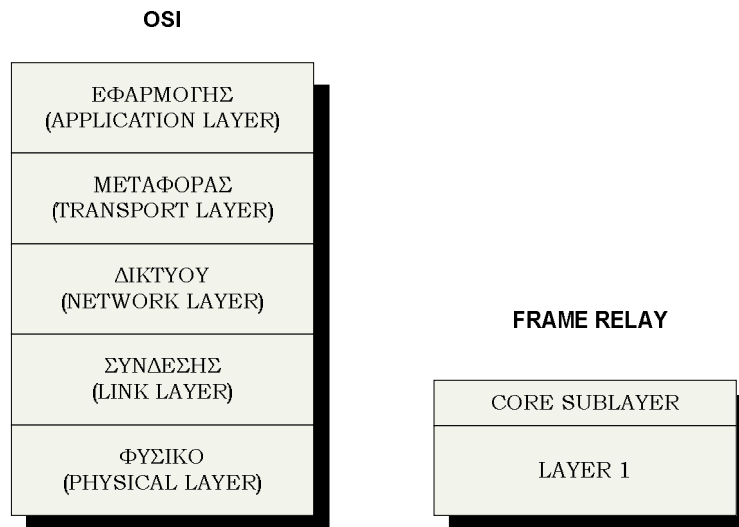 OSI
ΕΦΑΡΜΟΓΗΣ
(APPLICATION LAYER)
ΜΕΤΑΦΟΡΑΣ
(TRANSPORT LAYER)
ΔΙΚΤΥΟΥ
(NETWORK LAYER)
ΣΥΝΔΕΣΗΣ
(LINK LAYER)
ΦΥΣΙΚΟ
(PHYSICAL LAYER)
FRAME RELAY
CORE SUBLAYER
LAYER 1